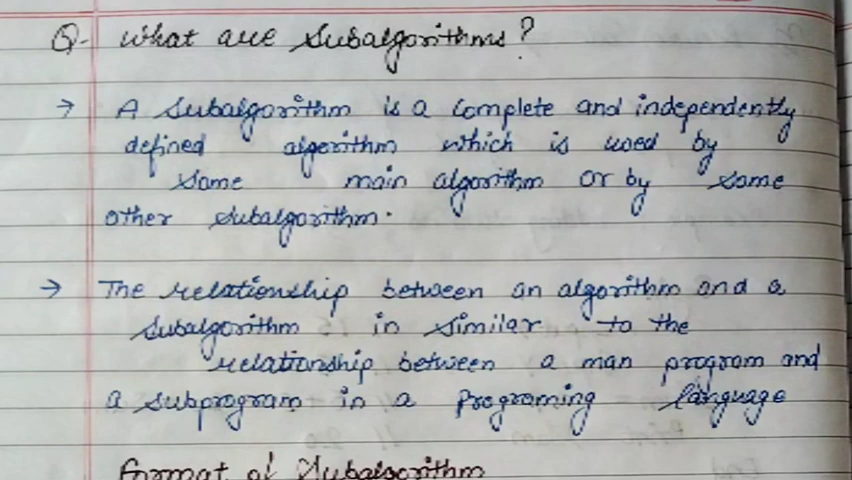 Q. What are Subalgorithms?
→ A subalgorithm is a complete and independently
defined algorithm which is used by
some main algorithm or by some
other subalgorithm.
→ The relationship between an algorithm and a
subalgorithm in similar to the
relationship between a man program and
a subprogram in a Programing language
Format of Subalgorithm